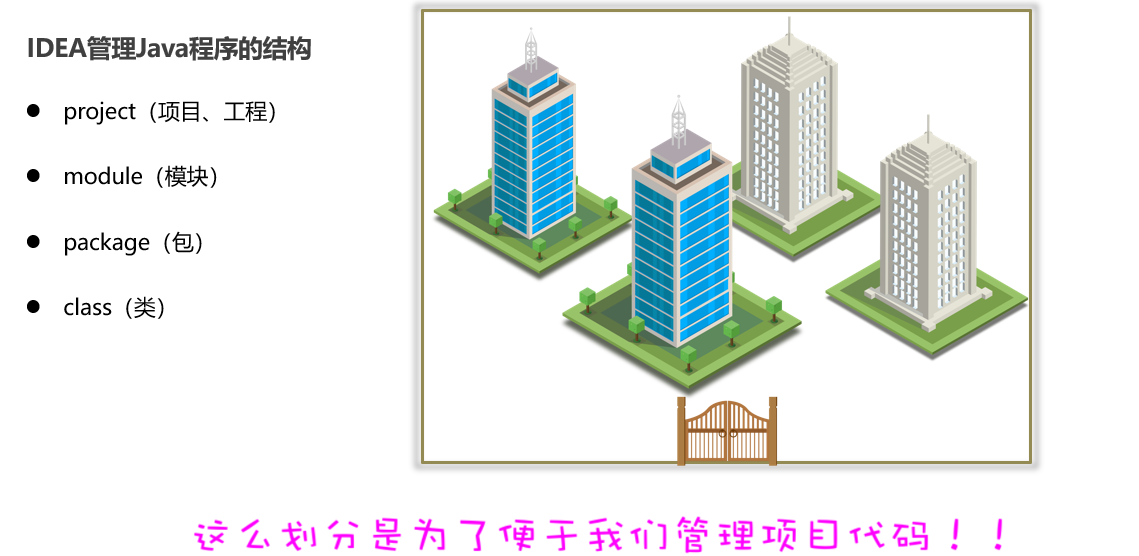 IDEA管理Java程序的结构
● project（项目、工程）
● module（模块）
● package（包）
● class（类）
这么划分是为了便于我们管理项目代码！！